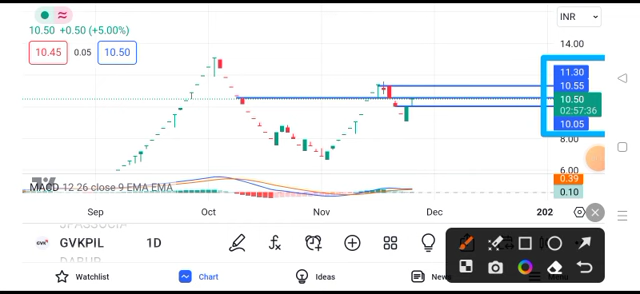 INR
10.50 +0.50 (+5.00%)
14.00
10.45 0.05 10.50
11.30
10.55
10.50
02:57:36
10.05
8.00
6.00
MACD 12 26 close 9 EMA EMA
0.39
0.10
Sep Oct Nov Dec 202
GVKPIL 1D
Watchlist Chart Ideas News